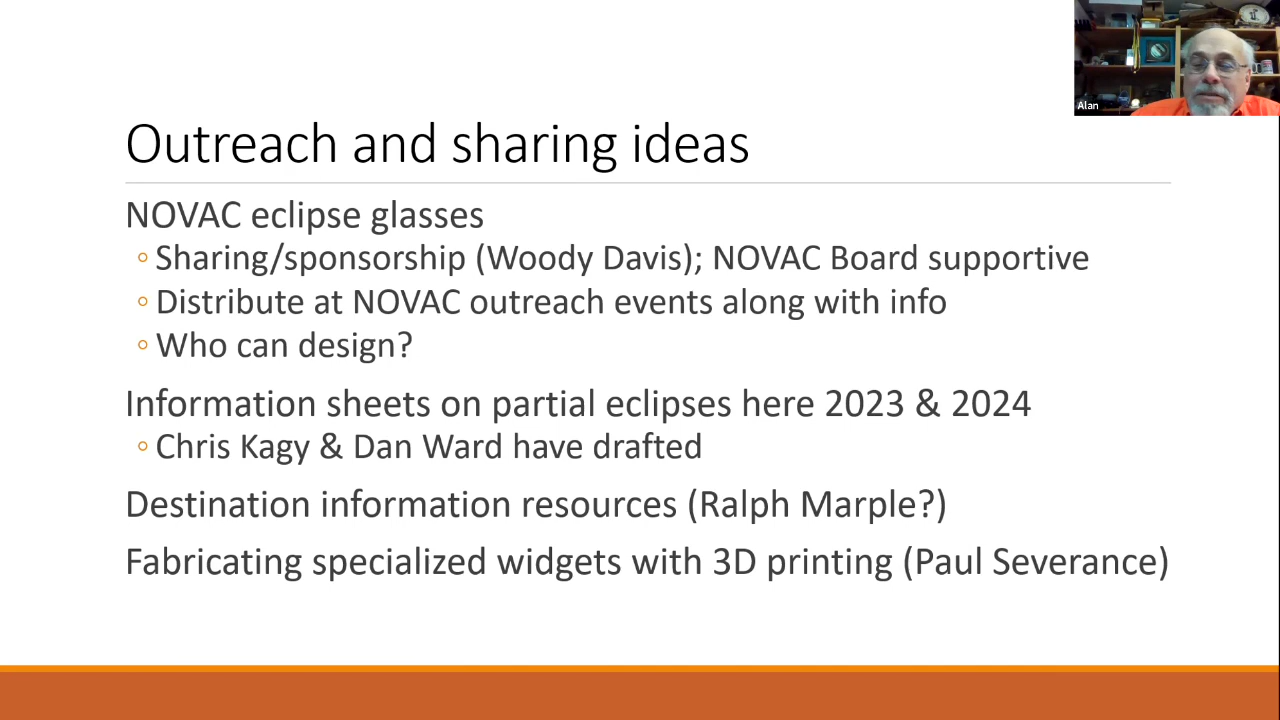 Alan
Outreach and sharing ideas
NOVAC eclipse glasses
◦ Sharing/sponsorship (Woody Davis); NOVAC Board supportive
◦ Distribute at NOVAC outreach events along with info
◦ Who can design?
Information sheets on partial eclipses here 2023 & 2024
◦ Chris Kagy & Dan Ward have drafted
Destination information resources (Ralph Marple?)
Fabricating specialized widgets with 3D printing (Paul Severance)